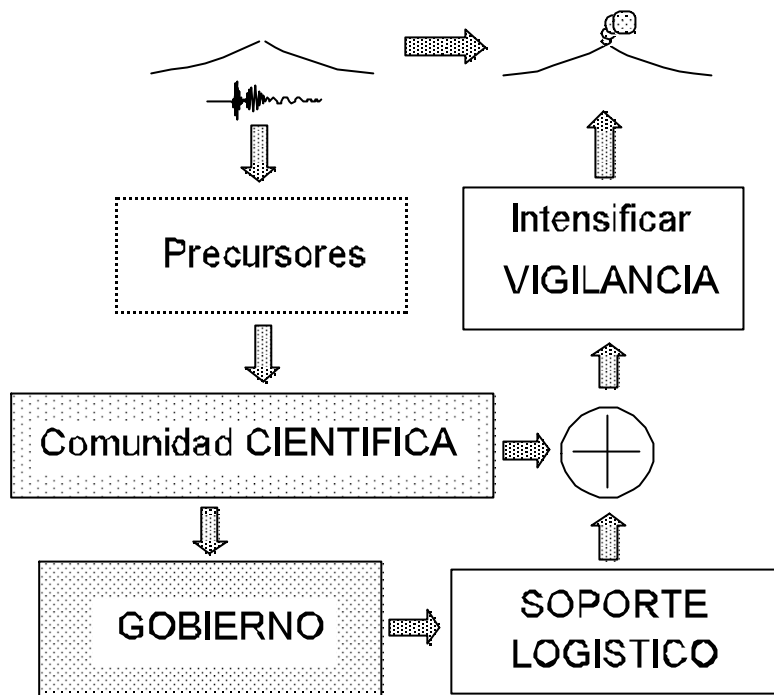 Precursores
Intensificar
VIGILANCIA
Comunidad CIENTIFICA
GOBIERNO
SOPORTE
LOGISTICO